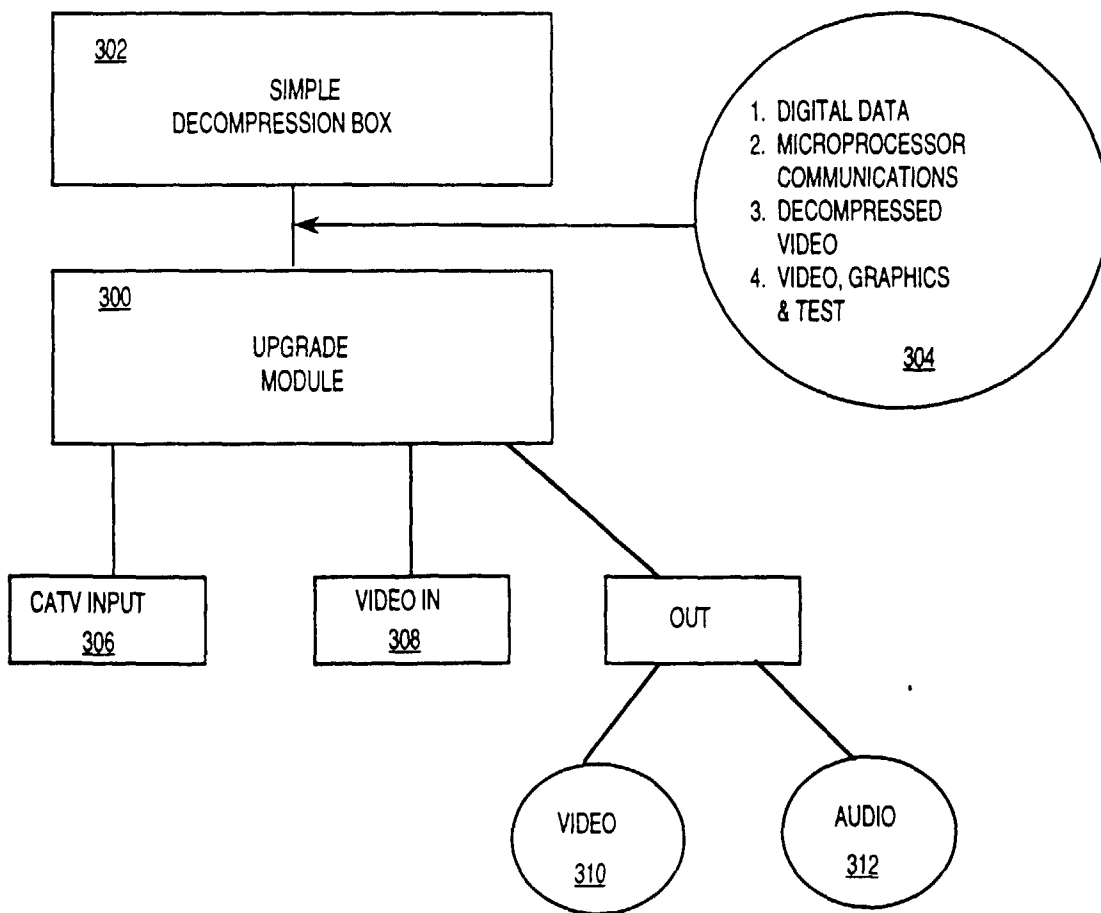 302
SIMPLE
DECOMPRESSION BOX
1. DIGITAL DATA
2. MICROPROCESSOR
COMMUNICATIONS
3. DECOMPRESSED
VIDEO
4. VIDEO, GRAPHICS
& TEST
304
300
UPGRADE
MODULE
CATV INPUT
306
VIDEO IN
308
OUT
VIDEO
310
AUDIO
312